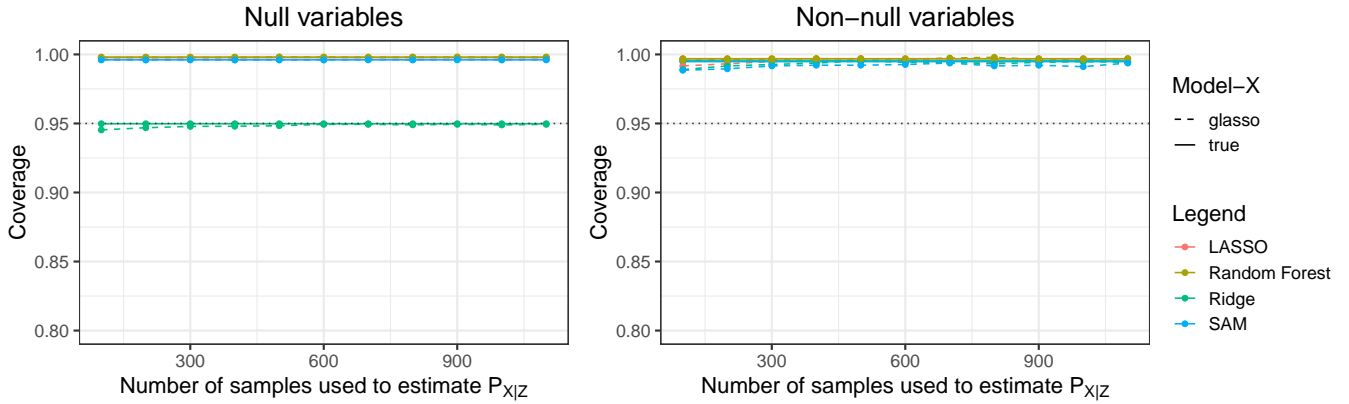 Null variables
Non−null variables
Coverage
1.00
0.95
0.90
0.85
0.80
300
600
900
Number of samples used to estimate P_{X|Z}
Coverage
1.00
0.95
0.90
0.85
0.80
300
600
900
Number of samples used to estimate P_{X|Z}
Model−X
glasso
true
Legend
LASSO
Random Forest
Ridge
SAM